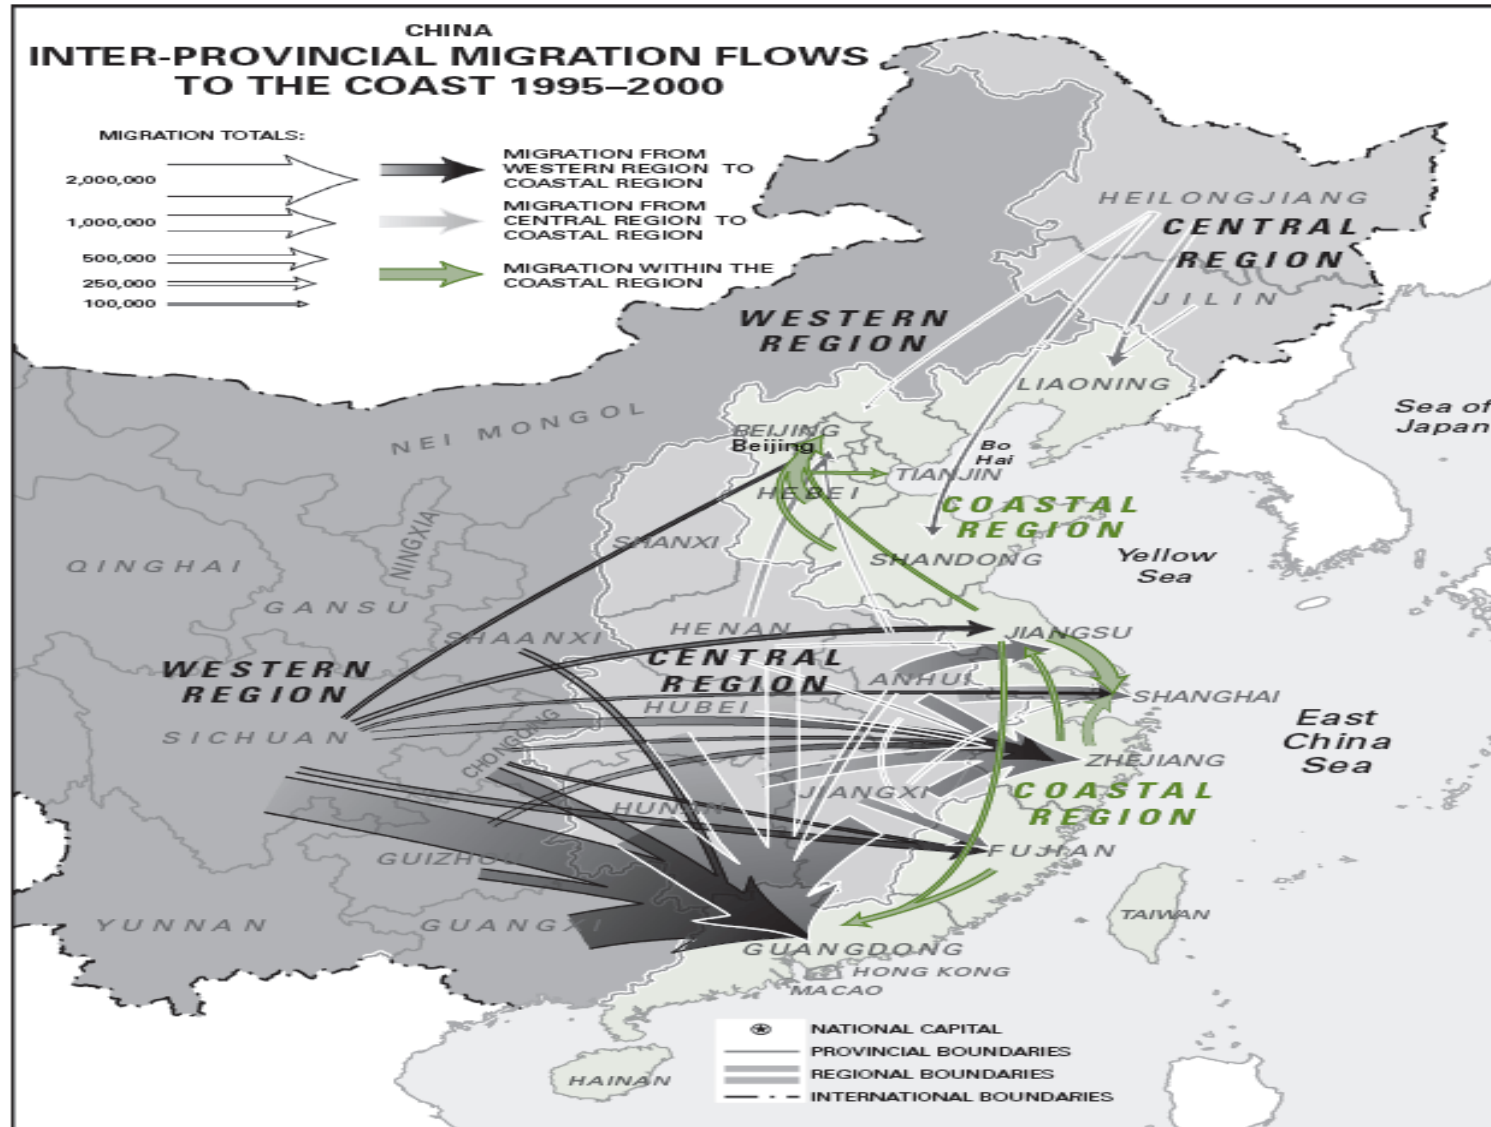 CHINA
INTER-PROVINCIAL MIGRATION FLOWS
TO THE COAST 1995–2000
MIGRATION TOTALS:
2,000,000
1,000,000
500,000
250,000
100,000
MIGRATION FROM
WESTERN REGION TO
COASTAL REGION
MIGRATION FROM
CENTRAL REGION TO
COASTAL REGION
MIGRATION WITHIN THE
COASTAL REGION
HEILONGJIANG
CENTRAL
REGION
JILIN
WESTERN
REGION
LIAONING
NEI MONGOL
Sea of
Japan
BEIJING
Beijing
Bo
Hai
TIANJIN
HEBEI
COASTAL
REGION
NINGXIA
SHANXI
SHANDONG
Yellow
Sea
QINGHAI
GANSU
SHAANXI
HENAN
JIANGSU
WESTERN
REGION
CENTRAL
REGION
ANHUI
SHANGHAI
HUBEI
East
China
Sea
SICHUAN
CHONGQING
ZHEJIANG
JIANGXI
COASTAL
REGION
HUNAN
FUJIAN
GUIZHOU
YUNNAN
GUANGXI
TAIWAN
GUANGDONG
HONG KONG
MACAO
HAINAN
NATIONAL CAPITAL
PROVINCIAL BOUNDARIES
REGIONAL BOUNDARIES
INTERNATIONAL BOUNDARIES